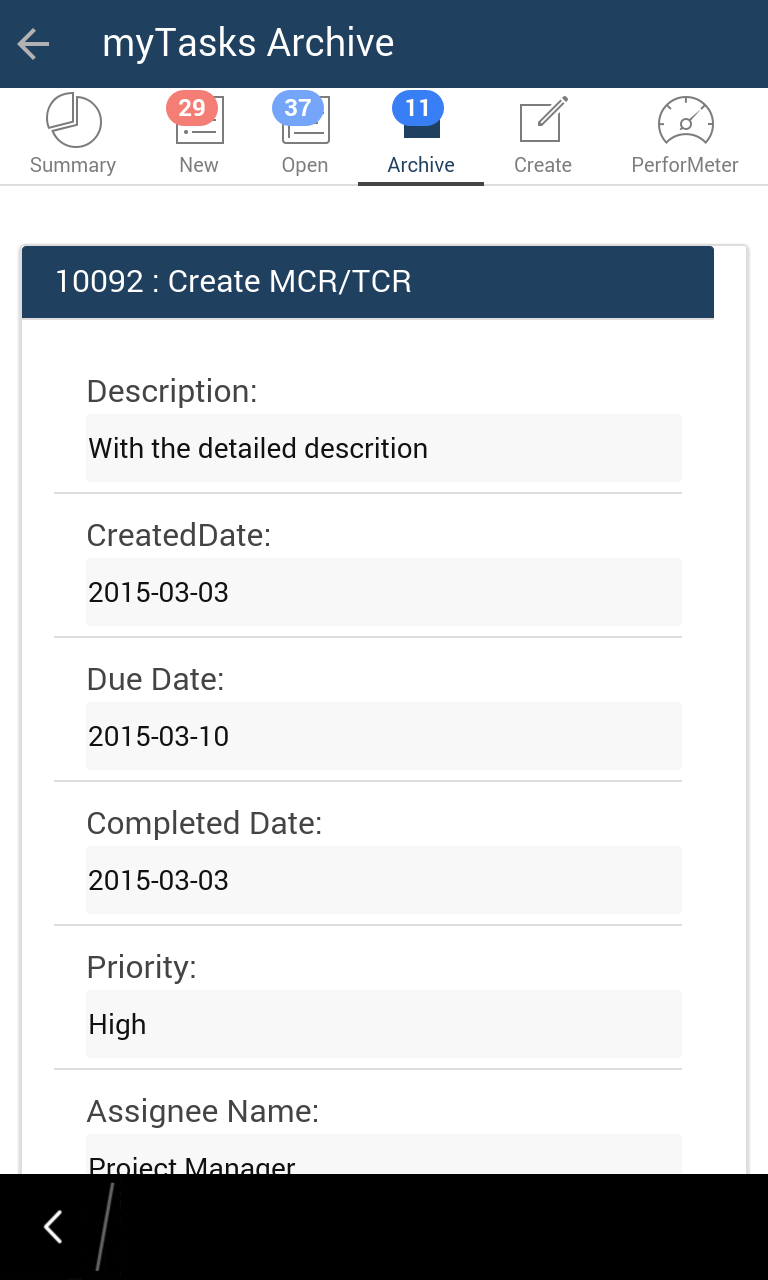 myTasks Archive
29
37
11
Summary
New
Open
Archive
Create
PerforMeter
10092 : Create MCR/TCR
Description:
With the detailed descrition
CreatedDate:
2015-03-03
Due Date:
2015-03-10
Completed Date:
2015-03-03
Priority:
High
Assignee Name:
Project Manager